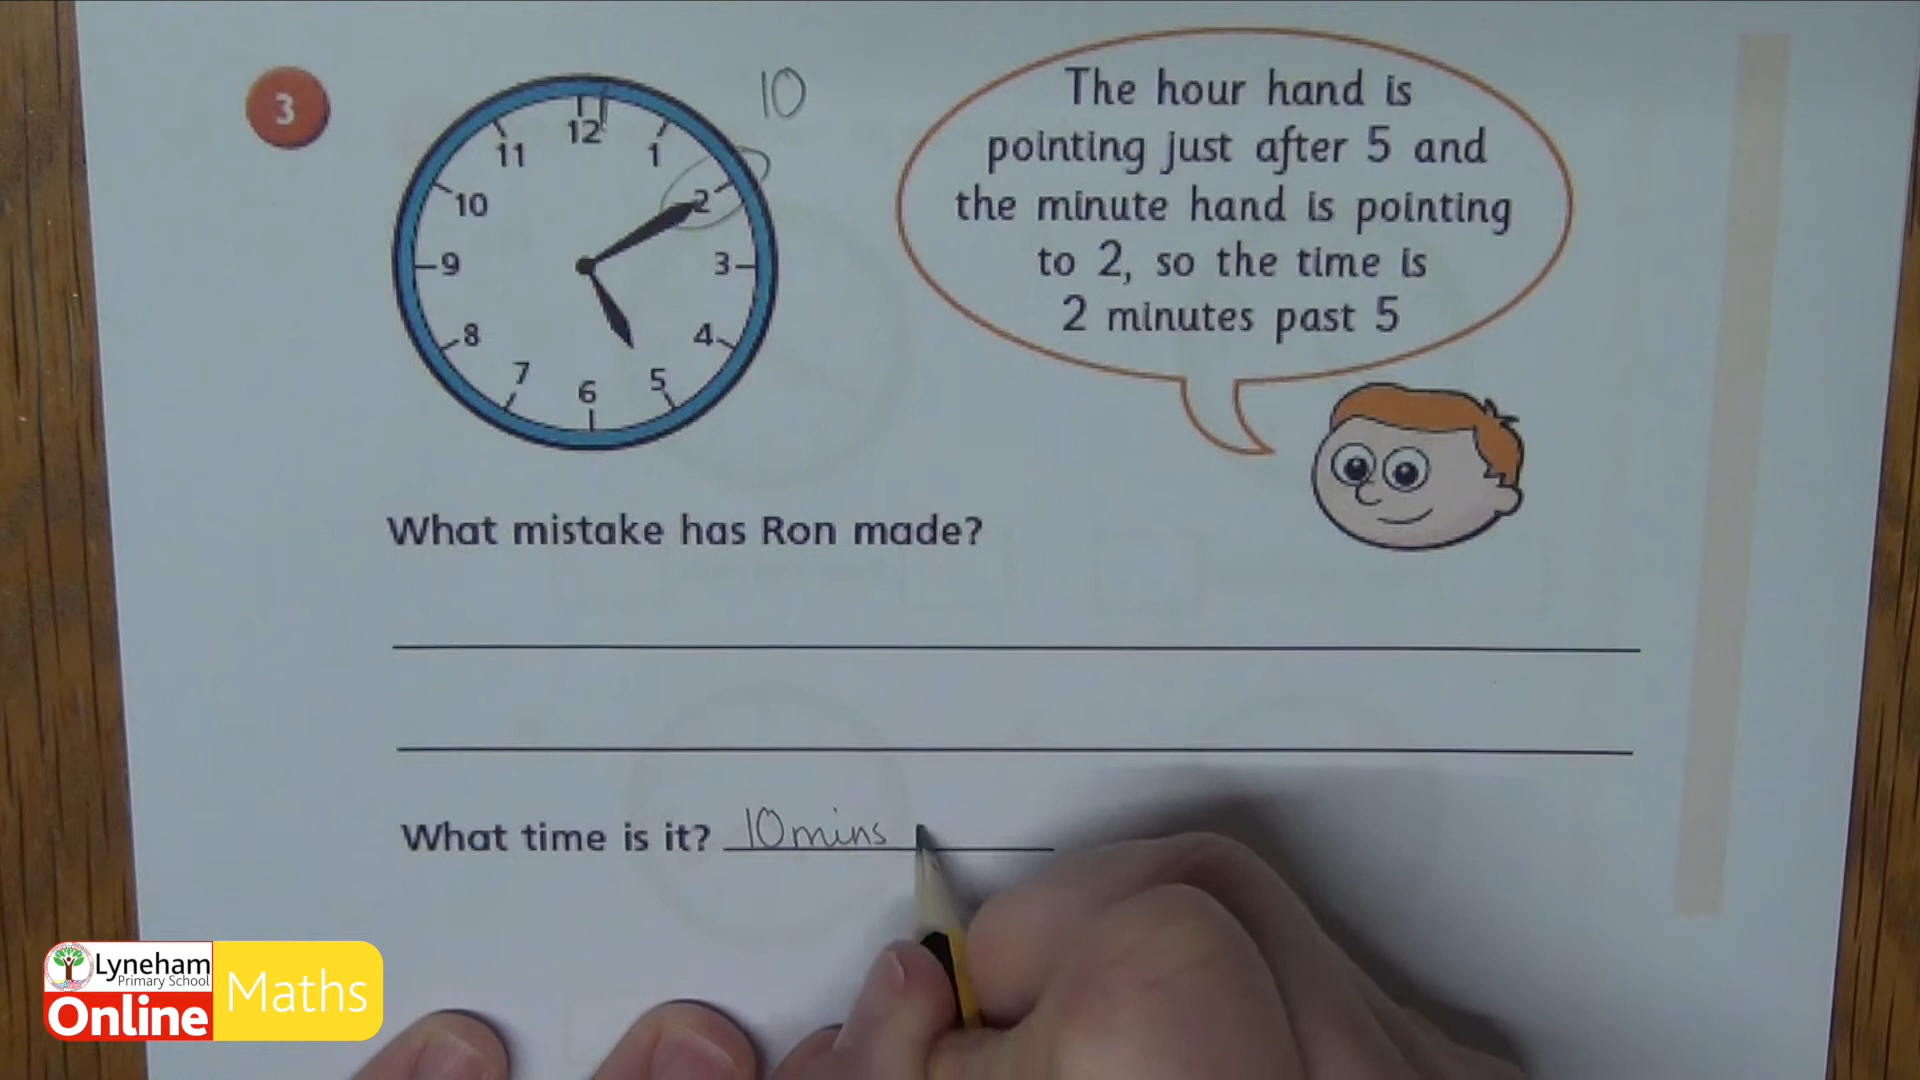 3
10
12
1
2
3
4
5
6
7
8
9
10
11
The hour hand is
pointing just after 5 and
the minute hand is pointing
to 2, so the time is
2 minutes past 5
What mistake has Ron made?
What time is it? 10 mins
Lyneham
Primary School
Online
Maths